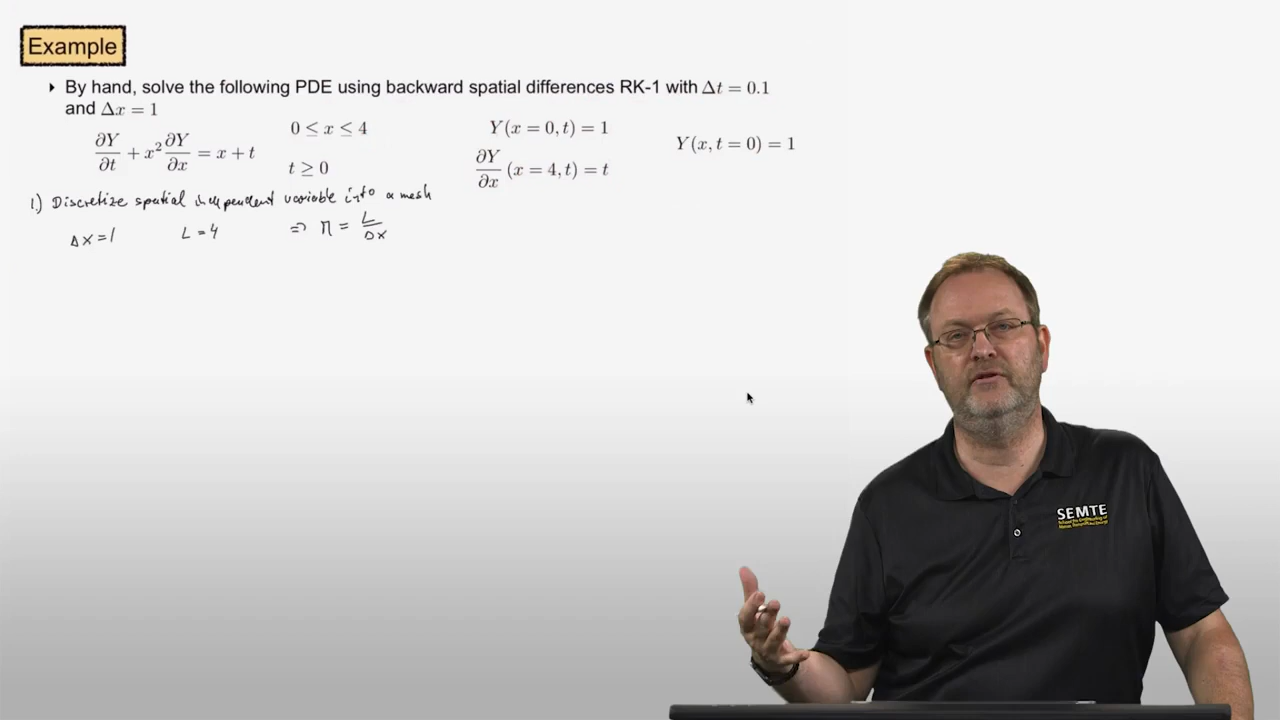 Example
‣ By hand, solve the following PDE using backward spatial differences RK-1 with Δt = 0.1
and Δx = 1
∂Y/∂t + x² ∂Y/∂x = x + t
0 ≤ x ≤ 4
t ≥ 0
Y(x = 0, t) = 1
∂Y/∂x (x = 4, t) = t
Y(x, t = 0) = 1
1.) Discretize spatial independent variable into a mesh
Δx = 1 L = 4 ⇒ n = L/Δx
SEMTE